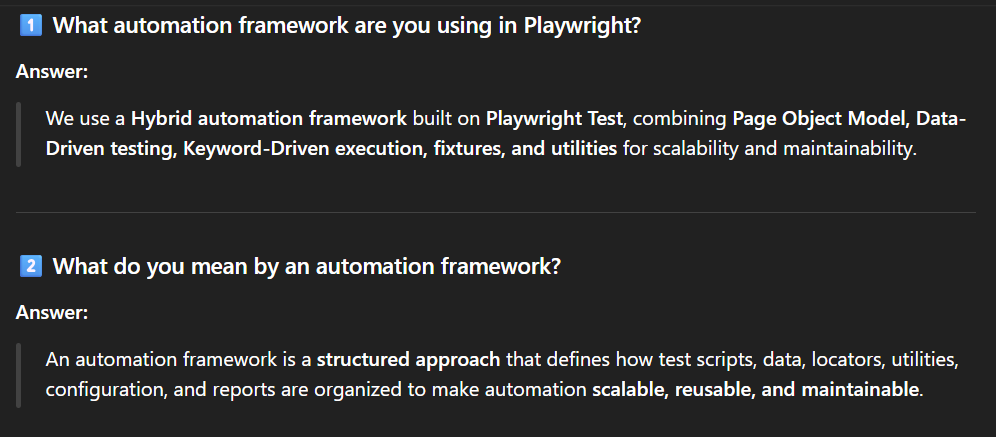 1 What automation framework are you using in Playwright?
Answer:
We use a Hybrid automation framework built on Playwright Test, combining Page Object Model, Data-
Driven testing, Keyword-Driven execution, fixtures, and utilities for scalability and maintainability.
2 What do you mean by an automation framework?
Answer:
An automation framework is a structured approach that defines how test scripts, data, locators, utilities,
configuration, and reports are organized to make automation scalable, reusable, and maintainable.